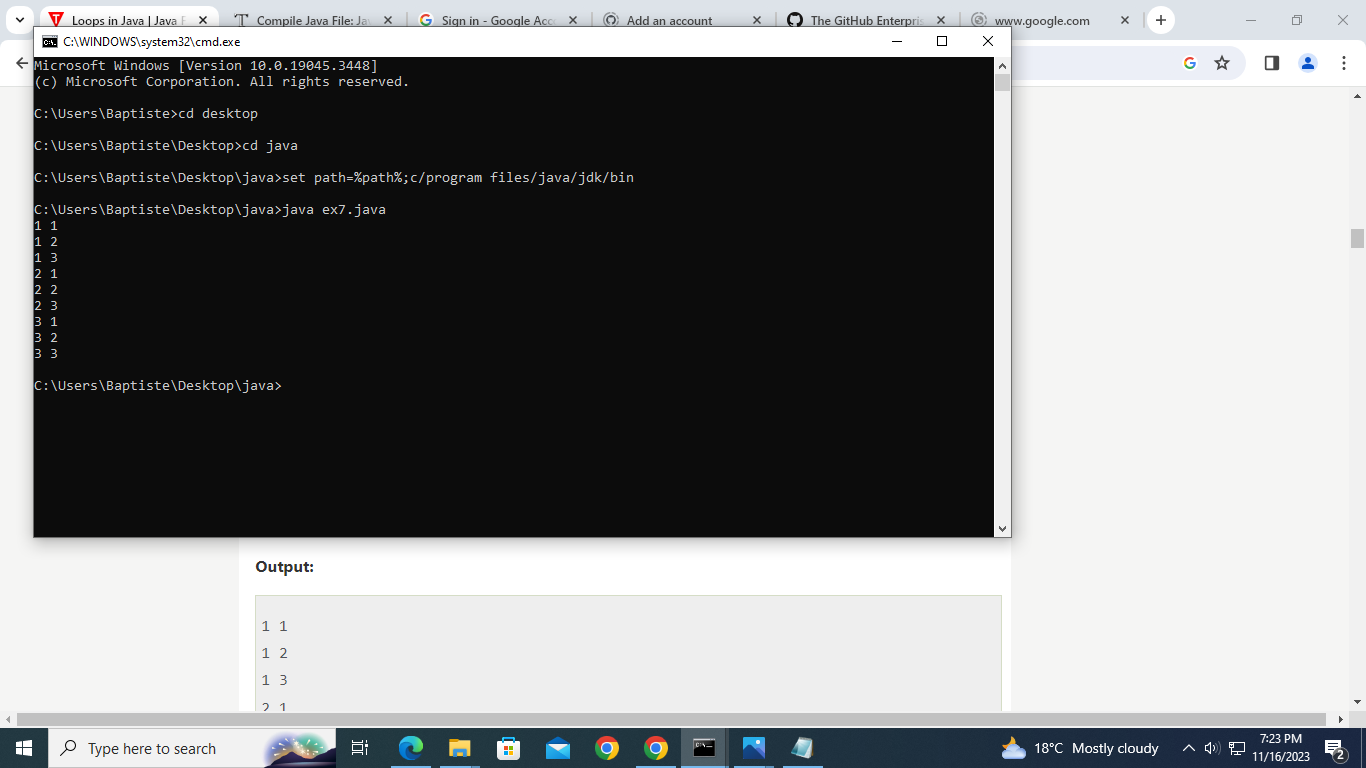 Loops in Java | Java F
Compile Java File: Ja
Sign in - Google Acc
Add an account
The GitHub Enterpris
www.google.com
C:\WINDOWS\system32\cmd.exe
Microsoft Windows [Version 10.0.19045.3448]
(c) Microsoft Corporation. All rights reserved.
C:\Users\Baptiste>cd desktop
C:\Users\Baptiste\Desktop>cd java
C:\Users\Baptiste\Desktop\java>set path=%path%;c/program files/java/jdk/bin
C:\Users\Baptiste\Desktop\java>java ex7.java
1 1
1 2
1 3
2 1
2 2
2 3
3 1
3 2
3 3
C:\Users\Baptiste\Desktop\java>
Output:
1 1
1 2
1 3
2 1
Type here to search
18°C Mostly cloudy
7:23 PM
11/16/2023
2